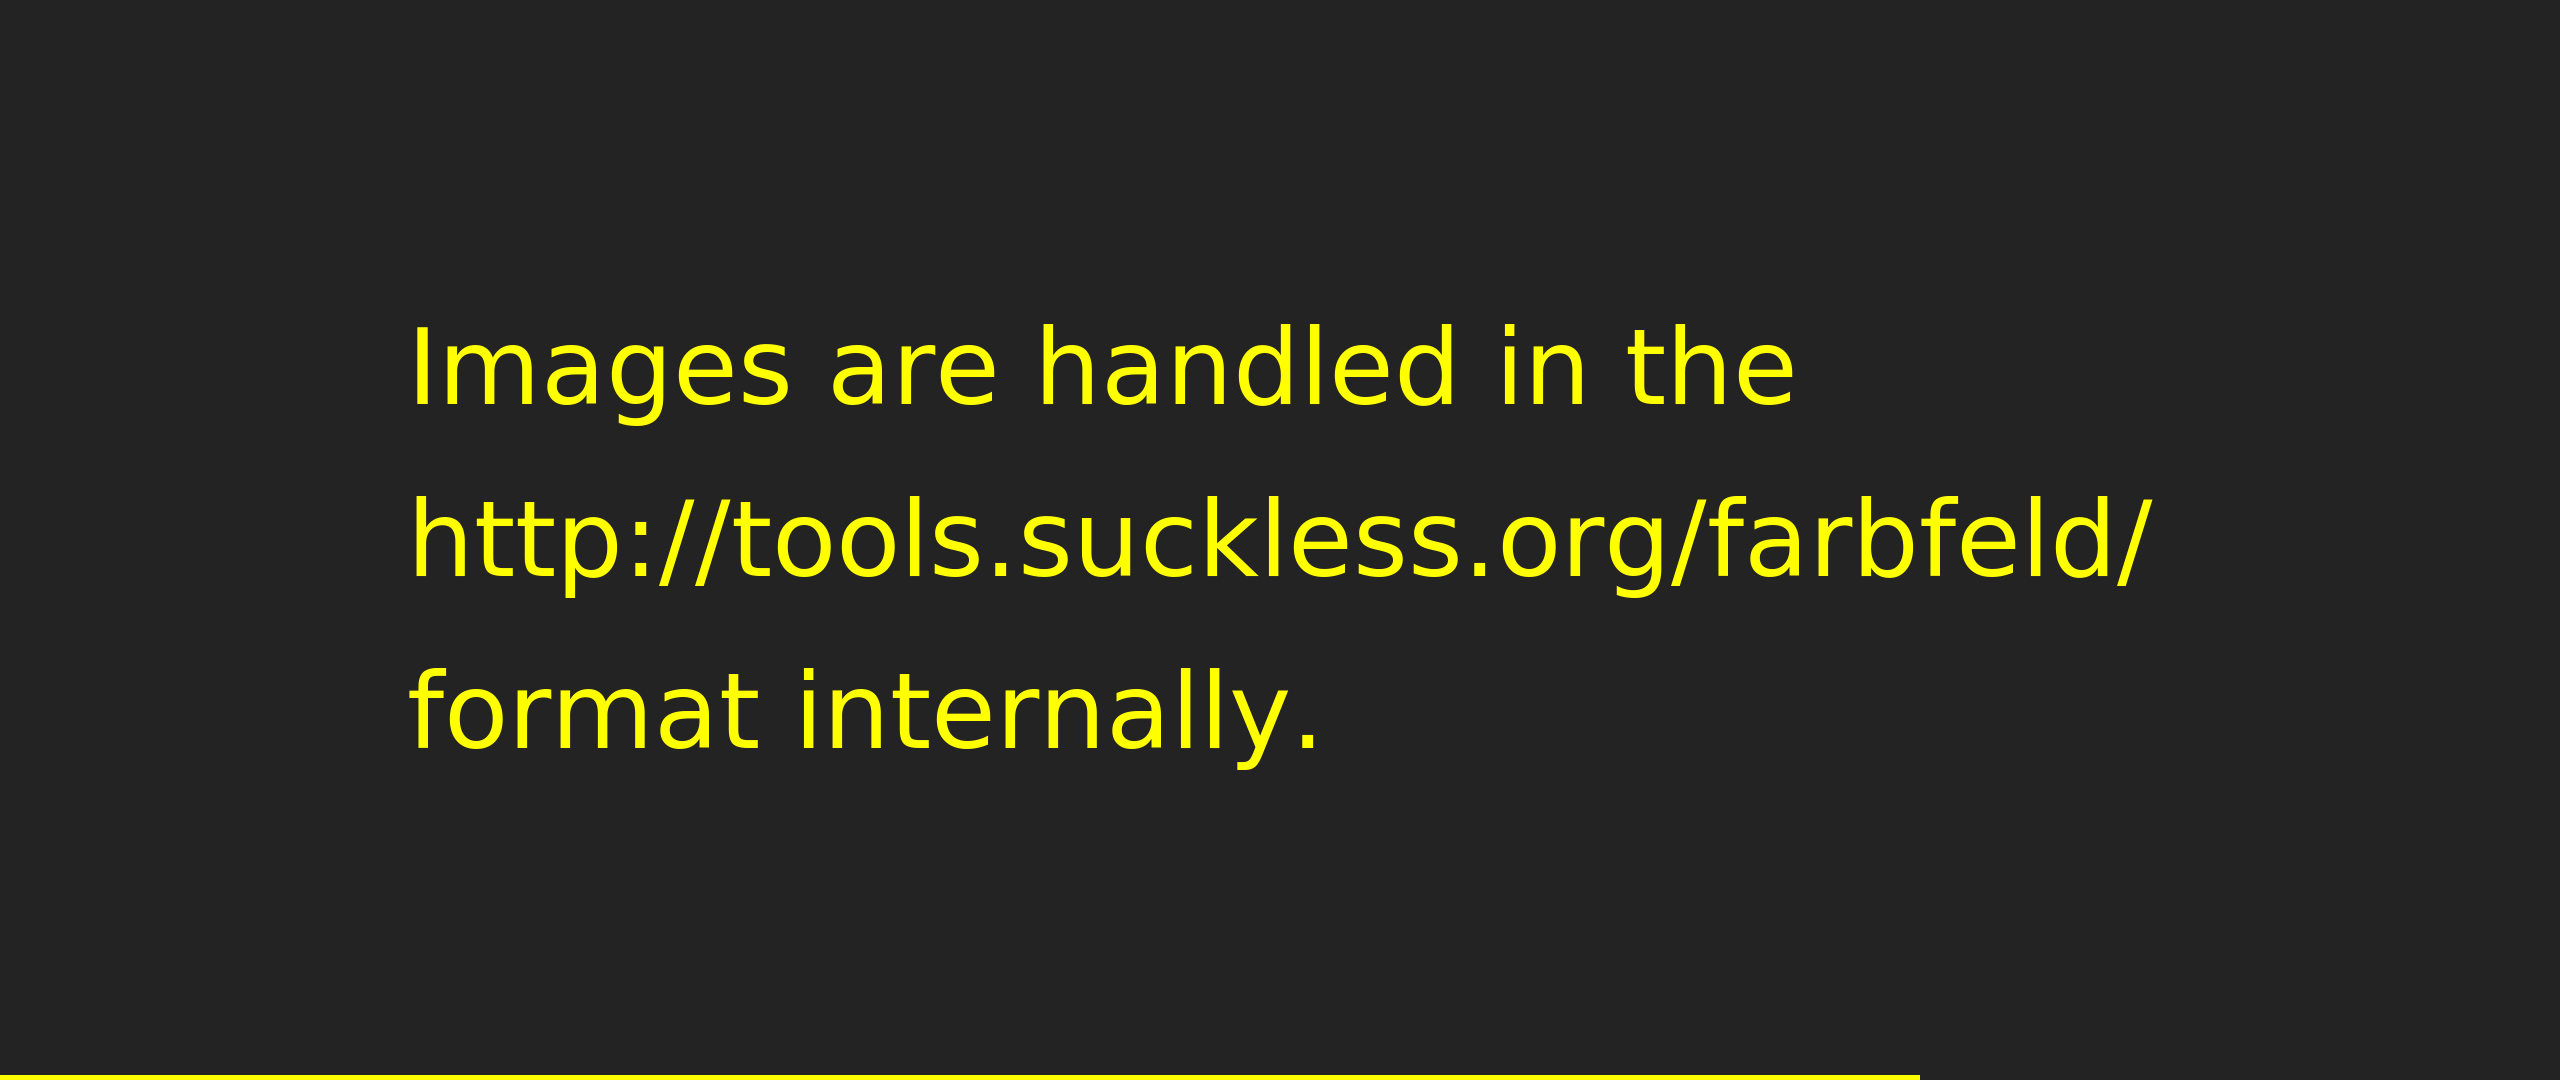 Images are handled in the
http://tools.suckless.org/farbfeld/
format internally.